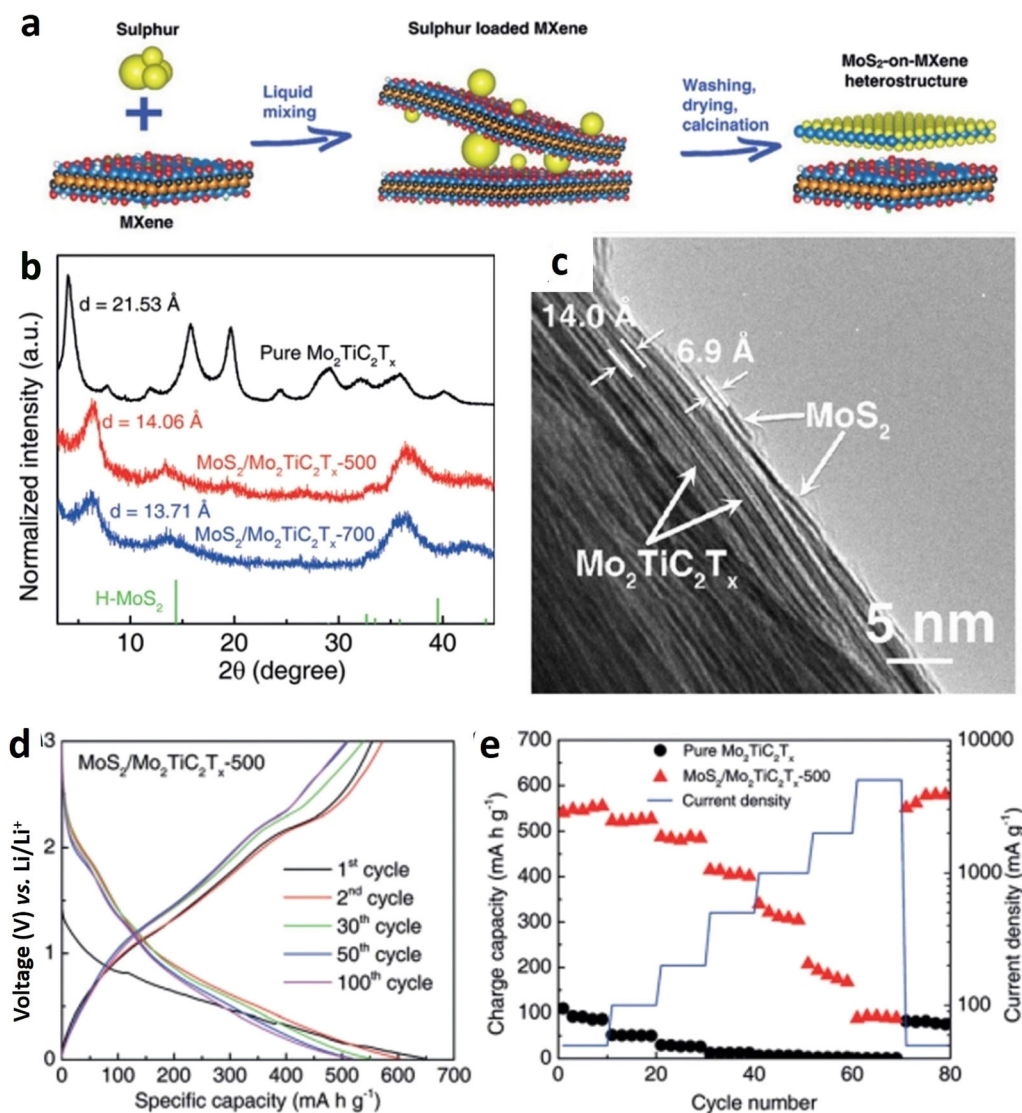 a
Sulphur
MXene
Liquid
mixing
Sulphur loaded MXene
Washing,
drying,
calcination
MoS₂-on-MXene
heterostructure
b
Normalized intensity (a.u.)
d = 21.53 Å
Pure Mo₂TiC₂Tₓ
d = 14.06 Å
MoS₂/Mo₂TiC₂Tₓ-500
d = 13.71 Å
MoS₂/Mo₂TiC₂Tₓ-700
H-MoS₂
10 20 30 40
2θ (degree)
c
14.0 Å
6.9 Å
MoS₂
Mo₂TiC₂Tₓ
5 nm
d
Voltage (V) vs. Li/Li⁺
3
2
1
0
MoS₂/Mo₂TiC₂Tₓ-500
1st cycle
2nd cycle
30th cycle
50th cycle
100th cycle
0 100 200 300 400 500 600 700
Specific capacity (mA h g⁻¹)
e
Charge capacity (mA h g⁻¹)
700
600
500
400
300
200
100
0
Pure Mo₂TiC₂Tₓ
MoS₂/Mo₂TiC₂Tₓ-500
Current density
10000
1000
100
Current density (mA g⁻¹)
0 20 40 60 80
Cycle number